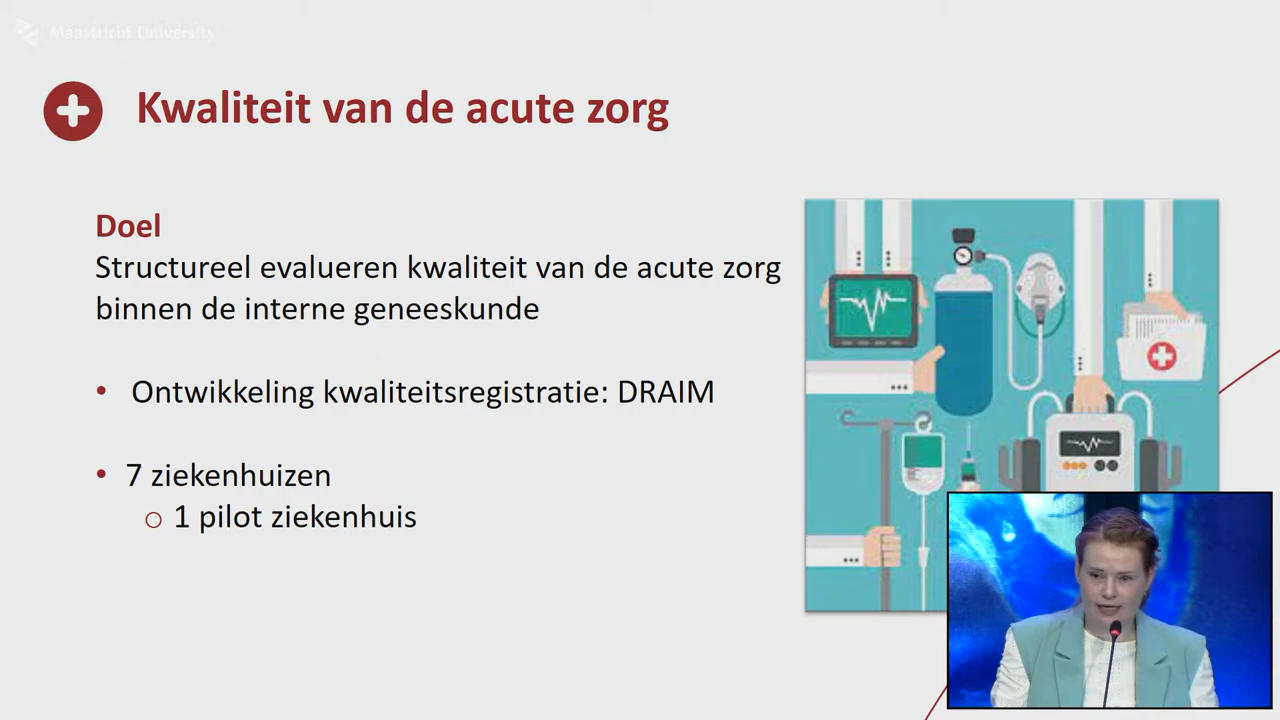 Maastricht University
Kwaliteit van de acute zorg
Doel
Structureel evalueren kwaliteit van de acute zorg
binnen de interne geneeskunde
• Ontwikkeling kwaliteitsregistratie: DRAIM
• 7 ziekenhuizen
○ 1 pilot ziekenhuis